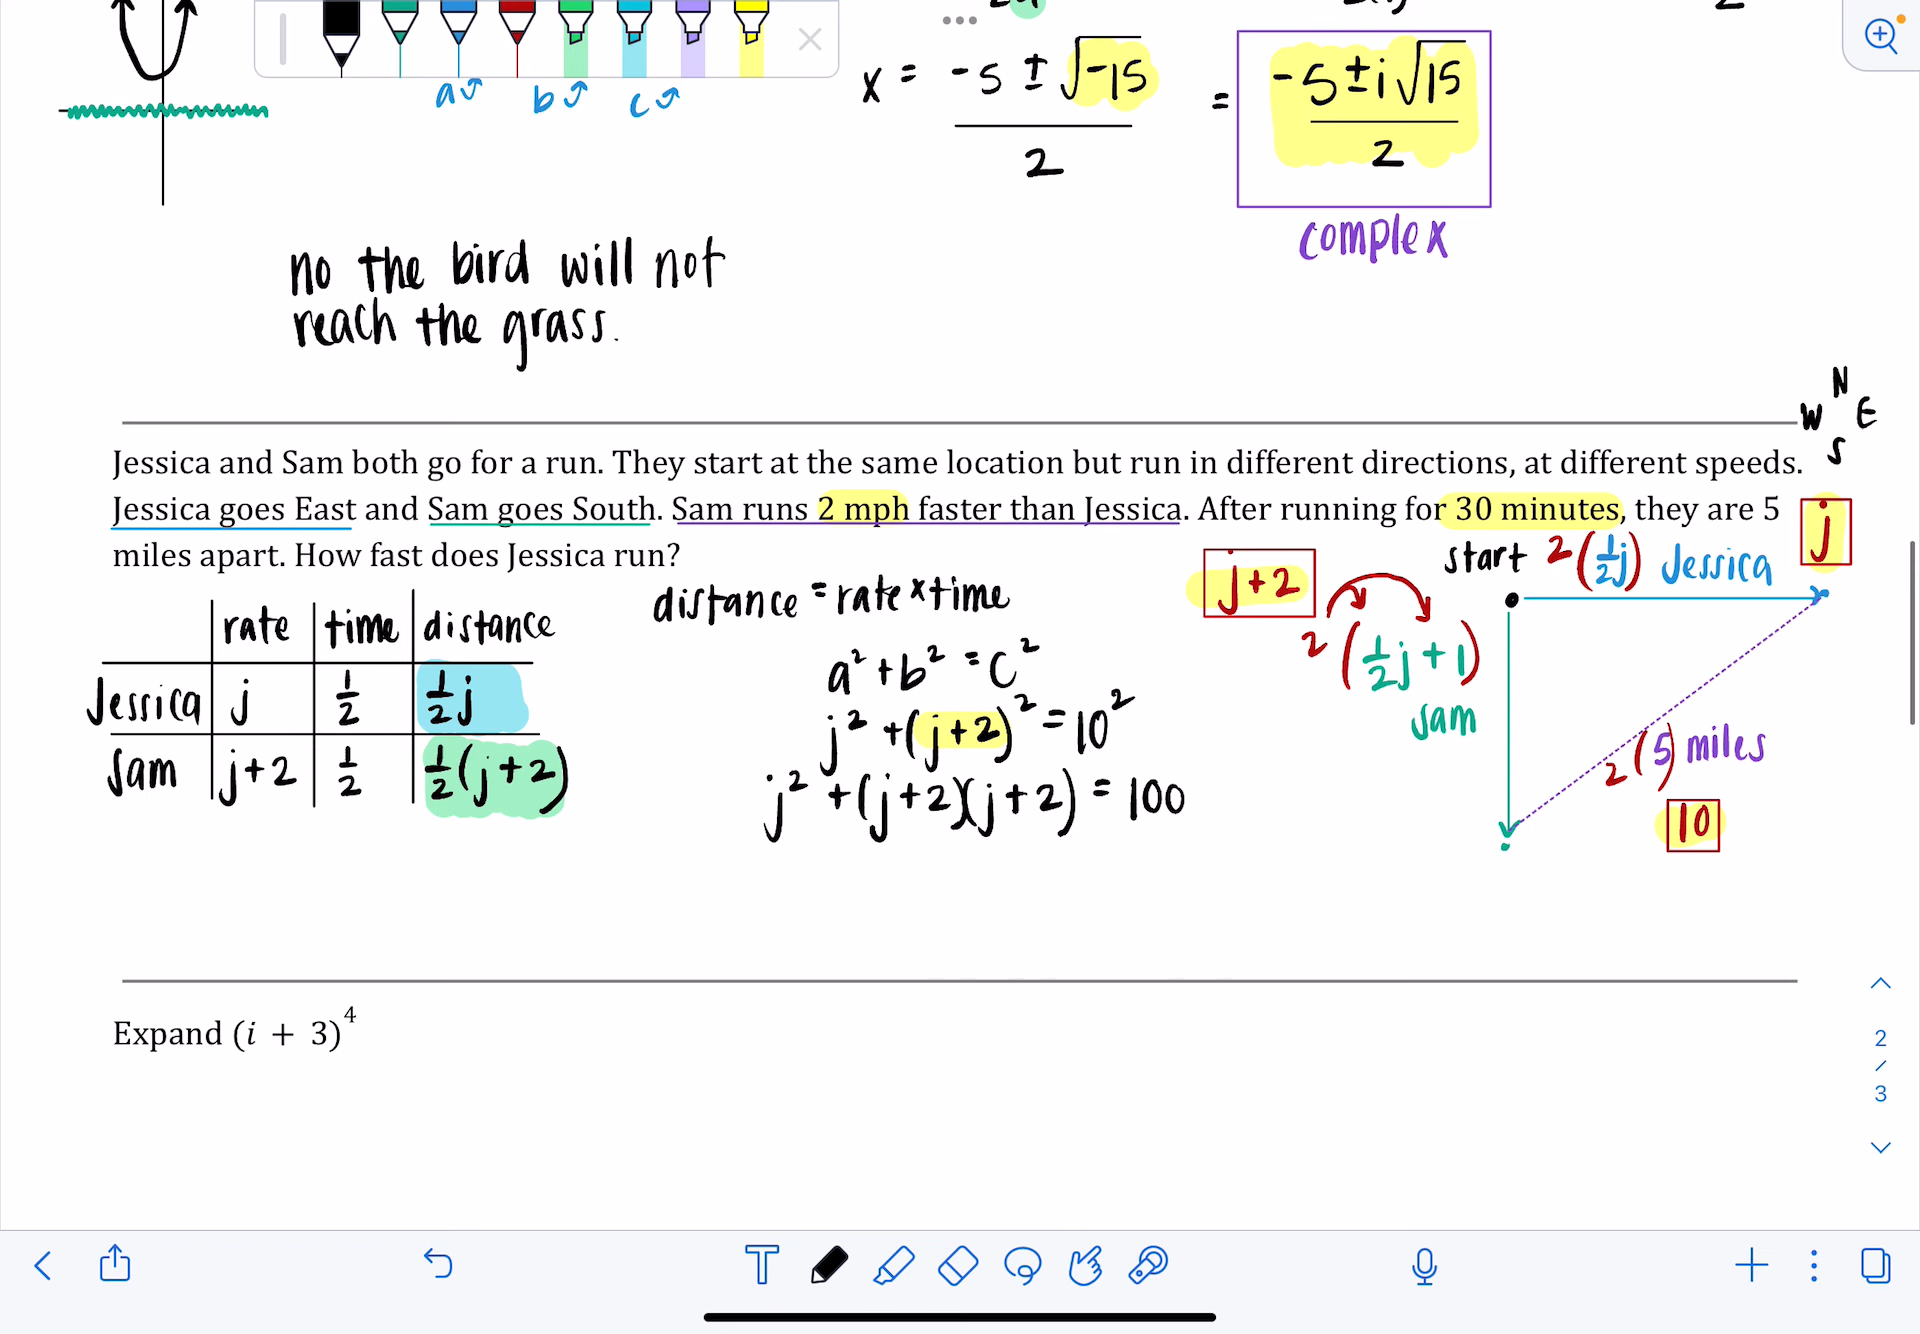 a b c
x = -5 ± √-15 / 2 = -5 ± i√15 / 2
complex
no the bird will not
reach the grass.
N
W E
S
Jessica and Sam both go for a run. They start at the same location but run in different directions, at different speeds.
Jessica goes East and Sam goes South. Sam runs 2 mph faster than Jessica. After running for 30 minutes, they are 5
miles apart. How fast does Jessica run?
rate time distance
Jessica j 1/2 1/2 j
Sam j+2 1/2 1/2(j+2)
distance = rate × time
a² + b² = c²
j² + (j+2)² = 10²
j² + (j+2)(j+2) = 100
start 2(1/2 j) Jessica j
j+2
2(1/2 j + 1)
Sam
2(5) miles
10
Expand (i + 3)⁴
2
/
3
T